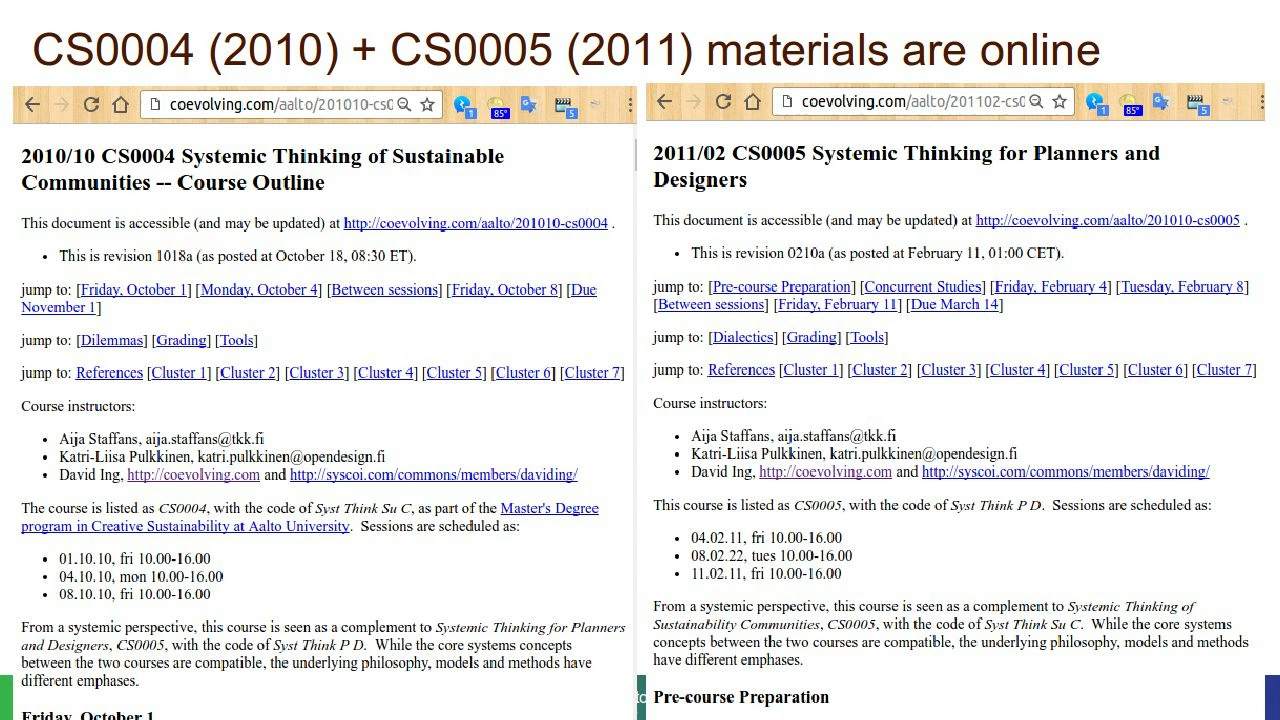 CS0004 (2010) + CS0005 (2011) materials are online
coevolving.com/aalto/201010-cs0
1
85°
5
2010/10 CS0004 Systemic Thinking of Sustainable
Communities -- Course Outline
This document is accessible (and may be updated) at http://coevolving.com/aalto/201010-cs0004 .
• This is revision 1018a (as posted at October 18, 08:30 ET).
jump to: [Friday, October 1] [Monday, October 4] [Between sessions] [Friday, October 8] [Due
November 1]
jump to: [Dilemmas] [Grading] [Tools]
jump to: References [Cluster 1] [Cluster 2] [Cluster 3] [Cluster 4] [Cluster 5] [Cluster 6] [Cluster 7]
Course instructors:
• Aija Staffans, aija.staffans@tkk.fi
• Katri-Liisa Pulkkinen, katri.pulkkinen@opendesign.fi
• David Ing, http://coevolving.com and http://syscoi.com/commons/members/daviding/
The course is listed as CS0004, with the code of Syst Think Su C, as part of the Master's Degree
program in Creative Sustainability at Aalto University. Sessions are scheduled as:
• 01.10.10, fri 10.00-16.00
• 04.10.10, mon 10.00-16.00
• 08.10.10, fri 10.00-16.00
From a systemic perspective, this course is seen as a complement to Systemic Thinking for Planners
and Designers, CS0005, with the code of Syst Think P D. While the core systems concepts
between the two courses are compatible, the underlying philosophy, models and methods have
different emphases.
Friday, October 1
coevolving.com/aalto/201102-cs0
1
85°
5
2011/02 CS0005 Systemic Thinking for Planners and
Designers
This document is accessible (and may be updated) at http://coevolving.com/aalto/201010-cs0005 .
• This is revision 0210a (as posted at February 11, 01:00 CET).
jump to: [Pre-course Preparation] [Concurrent Studies] [Friday, February 4] [Tuesday, February 8]
[Between sessions] [Friday, February 11] [Due March 14]
jump to: [Dialectics] [Grading] [Tools]
jump to: References [Cluster 1] [Cluster 2] [Cluster 3] [Cluster 4] [Cluster 5] [Cluster 6] [Cluster 7]
Course instructors:
• Aija Staffans, aija.staffans@tkk.fi
• Katri-Liisa Pulkkinen, katri.pulkkinen@opendesign.fi
• David Ing, http://coevolving.com and http://syscoi.com/commons/members/daviding/
This course is listed as CS0005, with the code of Syst Think P D. Sessions are scheduled as:
• 04.02.11, fri 10.00-16.00
• 08.02.22, tues 10.00-16.00
• 11.02.11, fri 10.00-16.00
From a systemic perspective, this course is seen as a complement to Systemic Thinking of
Sustainability Communities, CS0005, with the code of Syst Think Su C. While the core systems
concepts between the two courses are compatible, the underlying philosophy, models and methods
have different emphases.
Pre-course Preparation